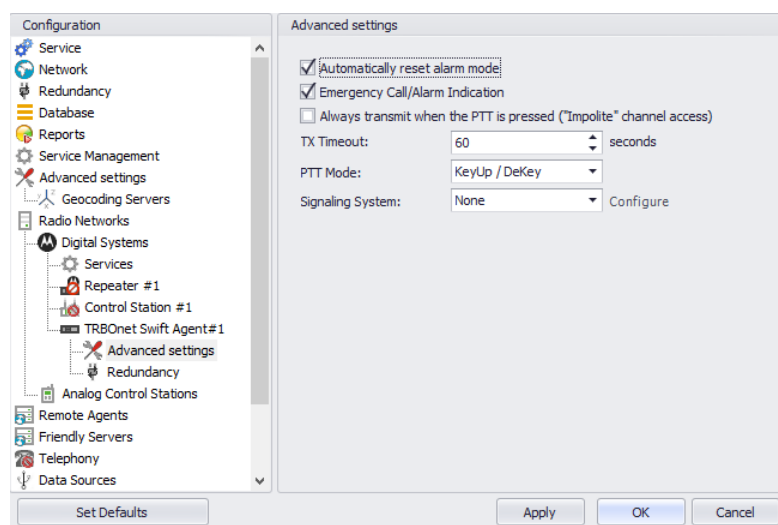 Configuration
Service
Network
Redundancy
Database
Reports
Service Management
Advanced settings
Geocoding Servers
Radio Networks
Digital Systems
Services
Repeater #1
Control Station #1
TRBOnet Swift Agent#1
Advanced settings
Redundancy
Analog Control Stations
Remote Agents
Friendly Servers
Telephony
Data Sources
Set Defaults
Advanced settings
Automatically reset alarm mode
Emergency Call/Alarm Indication
Always transmit when the PTT is pressed ("Impolite" channel access)
TX Timeout: 60 seconds
PTT Mode: KeyUp / DeKey
Signaling System: None Configure
Apply OK Cancel